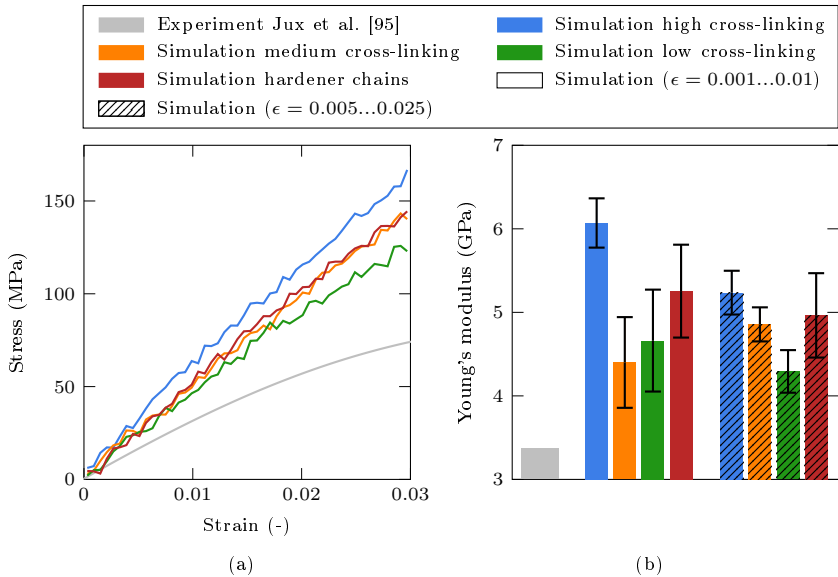 Experiment Jux et al. [95]
Simulation high cross-linking
Simulation medium cross-linking
Simulation low cross-linking
Simulation hardener chains
Simulation (ϵ = 0.001...0.01)
Simulation (ϵ = 0.005...0.025)
150
100
50
0
Stress (MPa)
0
0.01
0.02
0.03
Strain (-)
(a)
7
6
5
4
3
Young's modulus (GPa)
(b)